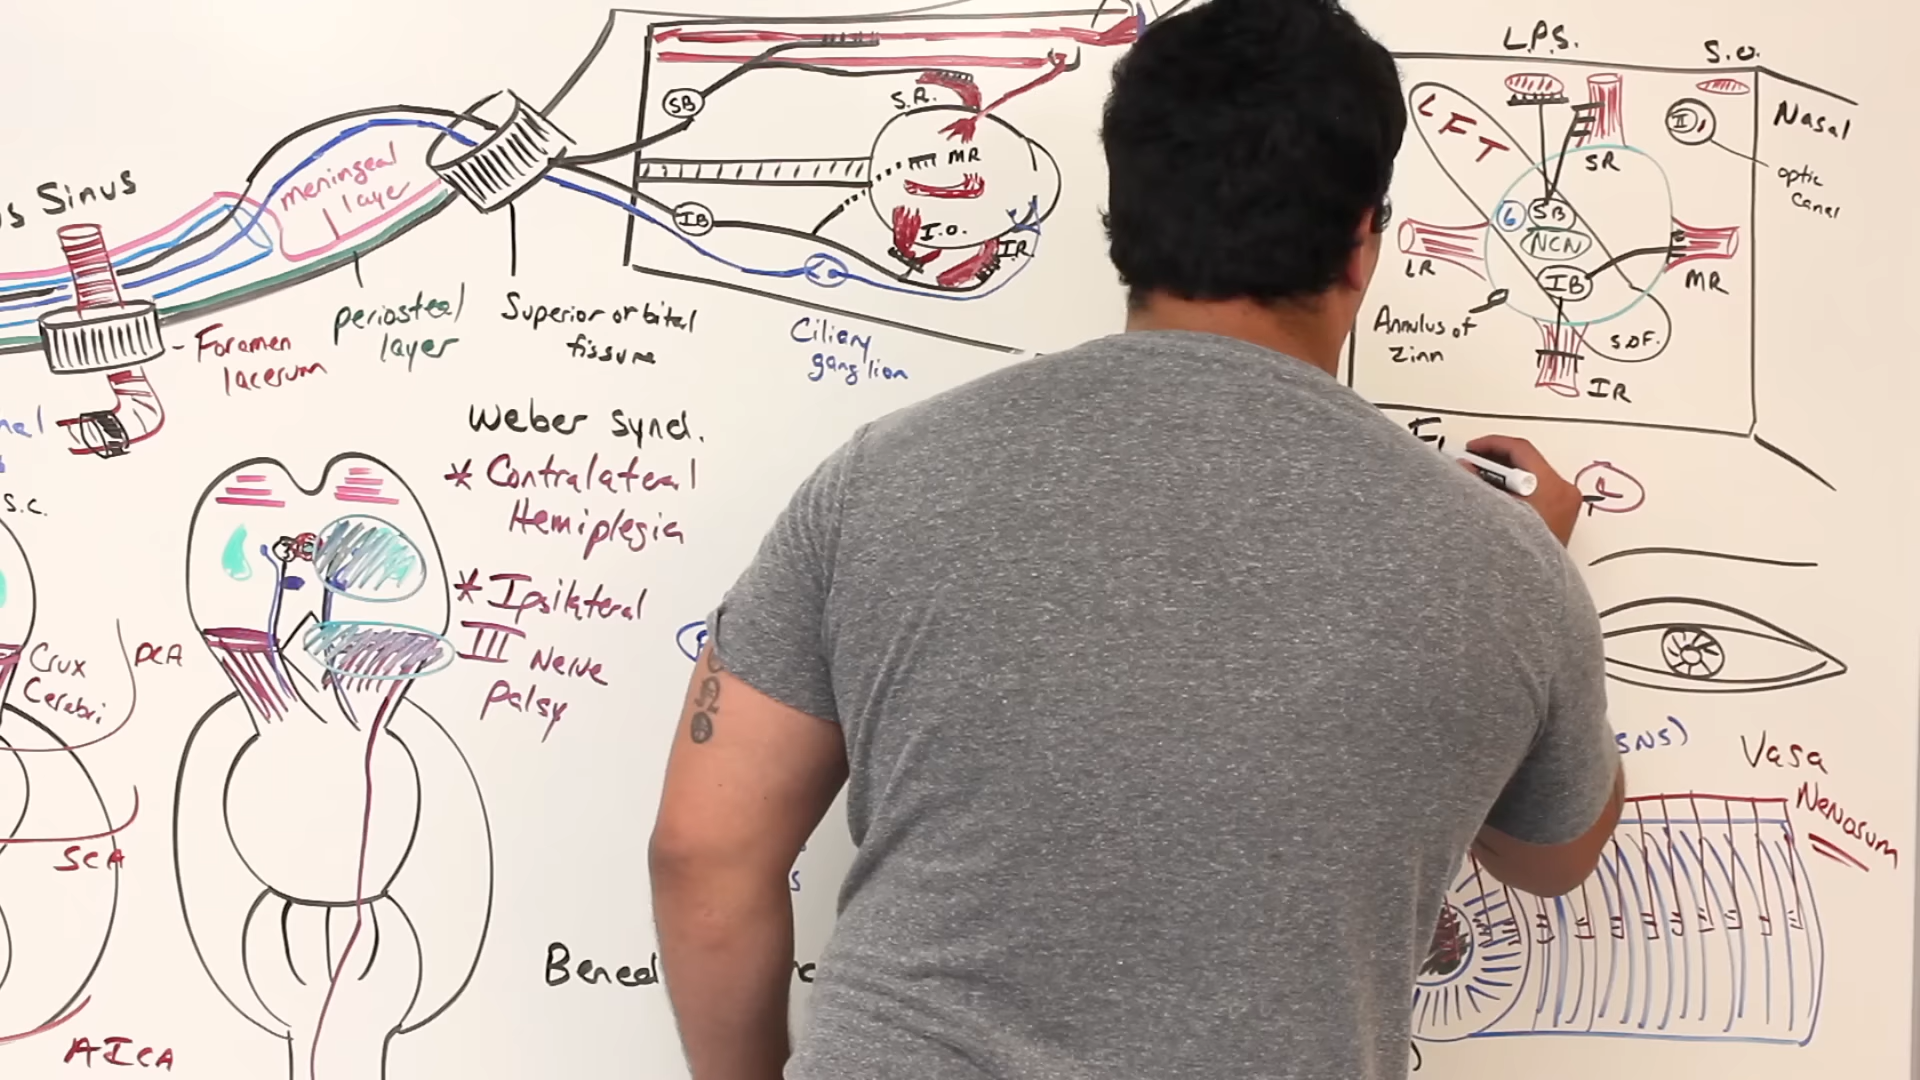 Sinus
meningeal
layer
periosteal
layer
Superior orbital
fissure
Foramen
lacerum
SB
IB
S.R.
MR
I.O.
IR
Ciliary
ganglion
L.P.S.
S.O.
Nasal
optic
canal
II
LFT
SR
6
SB
NCN
IB
LR
MR
Annulus of
Zinn
S.O.F.
IR
Weber Synd.
* Contralateral
Hemiplegia
* Ipsilateral
III Nerve
palsy
S.C.
Crux
Cerebri
PCA
SCA
AICA
SNS)
Vasa
Nervosum